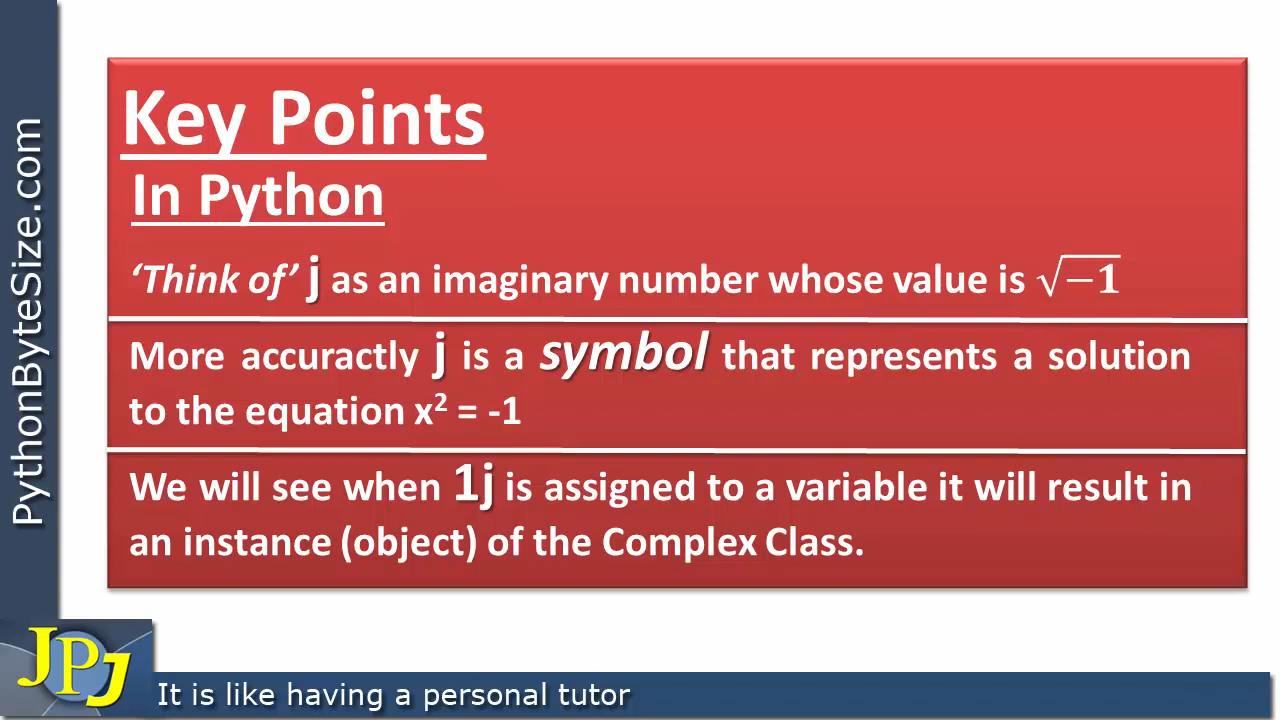 Key Points
In Python
‘Think of’ j as an imaginary number whose value is √−1
More accuractly j is a symbol that represents a solution
to the equation x² = -1
We will see when 1j is assigned to a variable it will result in
an instance (object) of the Complex Class.
PythonByteSize.com
JPJ
It is like having a personal tutor